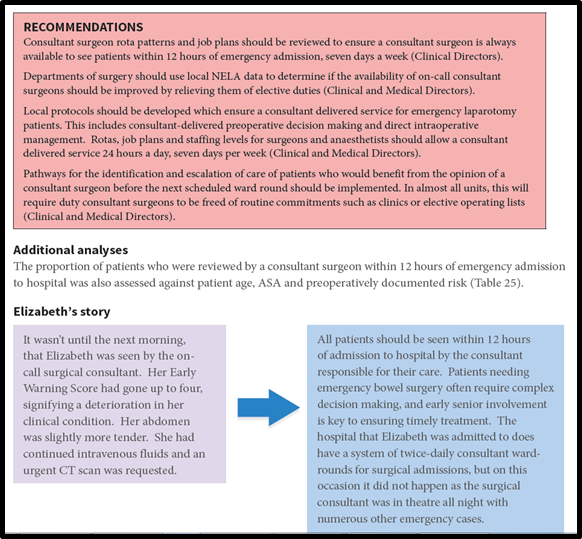 RECOMMENDATIONS
Consultant surgeon rota patterns and job plans should be reviewed to ensure a consultant surgeon is always
available to see patients within 12 hours of emergency admission, seven days a week (Clinical Directors).
Departments of surgery should use local NELA data to determine if the availability of on-call consultant
surgeons should be improved by relieving them of elective duties (Clinical and Medical Directors).
Local protocols should be developed which ensure a consultant delivered service for emergency laparotomy
patients. This includes consultant-delivered preoperative decision making and direct intraoperative
management. Rotas, job plans and staffing levels for surgeons and anaesthetists should allow a consultant
delivered service 24 hours a day, seven days per week (Clinical and Medical Directors).
Pathways for the identification and escalation of care of patients who would benefit from the opinion of a
consultant surgeon before the next scheduled ward round should be implemented. In almost all units, this will
require duty consultant surgeons to be freed of routine commitments such as clinics or elective operating lists
(Clinical and Medical Directors).
Additional analyses
The proportion of patients who were reviewed by a consultant surgeon within 12 hours of emergency admission
to hospital was also assessed against patient age, ASA and preoperatively documented risk (Table 25).
Elizabeth's story
It wasn't until the next morning,
that Elizabeth was seen by the on-
call surgical consultant. Her Early
Warning Score had gone up to four,
signifying a deterioration in her
clinical condition. Her abdomen
was slightly more tender. She had
continued intravenous fluids and an
urgent CT scan was requested.
All patients should be seen within 12 hours
of admission to hospital by the consultant
responsible for their care. Patients needing
emergency bowel surgery often require complex
decision making, and early senior involvement
is key to ensuring timely treatment. The
hospital that Elizabeth was admitted to does
have a system of twice-daily consultant ward-
rounds for surgical admissions, but on this
occasion it did not happen as the surgical
consultant was in theatre all night with
numerous other emergency cases.